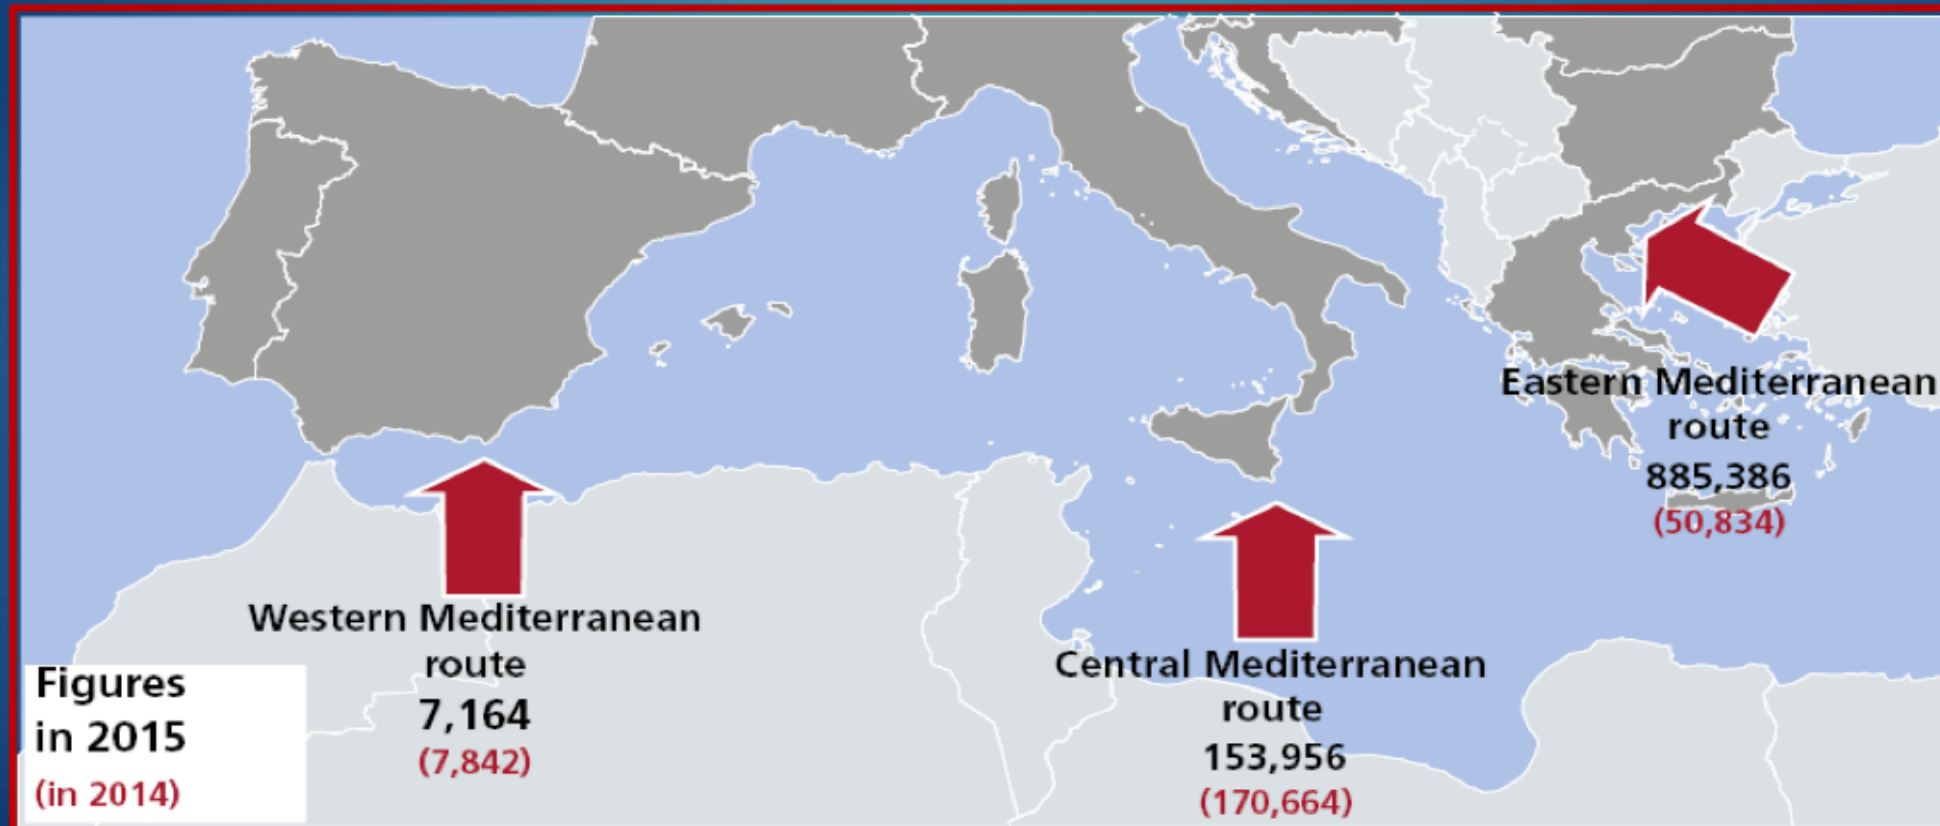 Eastern Mediterranean
route
885,386
(50,834)
Western Mediterranean
route
7,164
(7,842)
Central Mediterranean
route
153,956
(170,664)
Figures
in 2015
(in 2014)